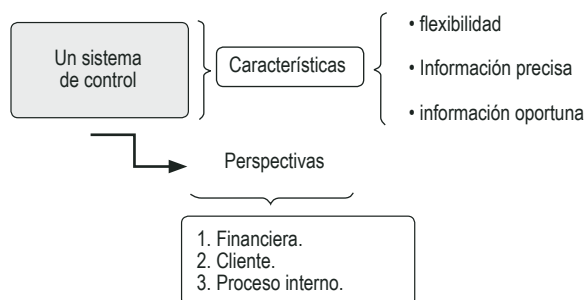 Un sistema
de control
Características
• flexibilidad
• Información precisa
• información oportuna
Perspectivas
1. Financiera.
2. Cliente.
3. Proceso interno.